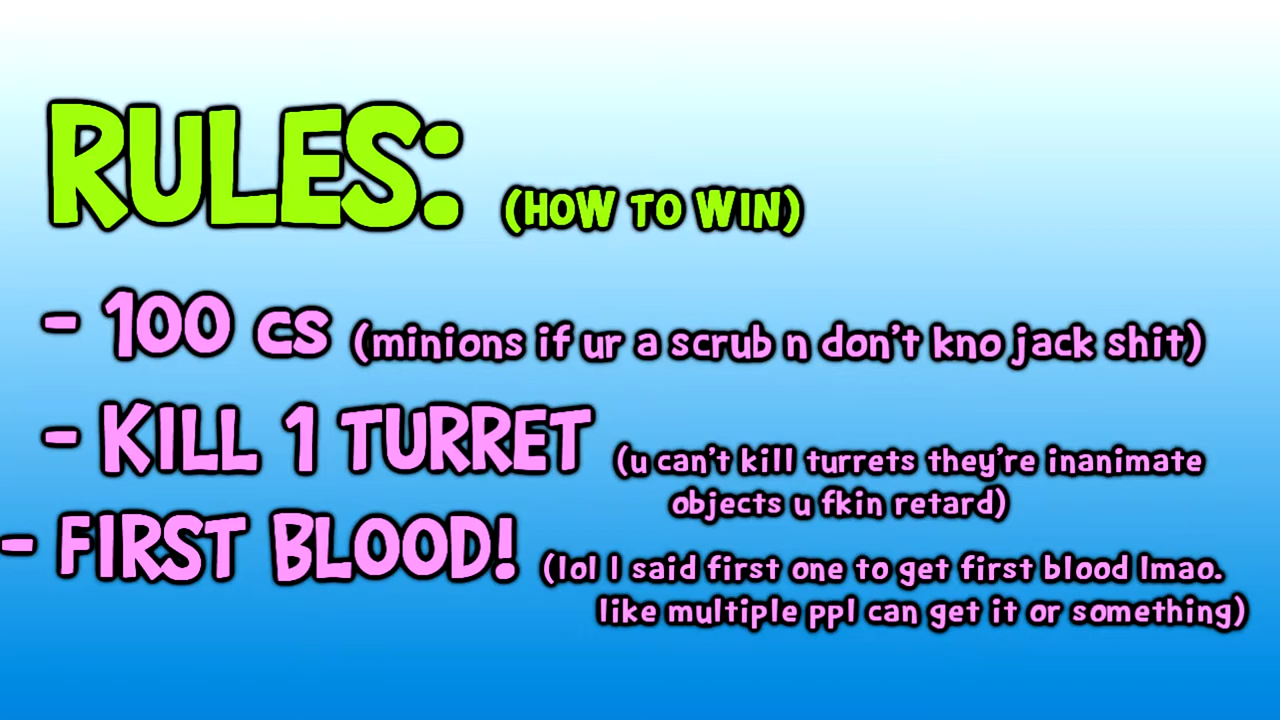 RULES: (HOW TO WIN)
- 100 cs (minions if ur a scrub n don't kno jack shit)
- KILL 1 TURRET (u can't kill turrets they're inanimate
objects u fkin retard)
- FIRST BLOOD! (lol I said first one to get first blood lmao.
like multiple ppl can get it or something)